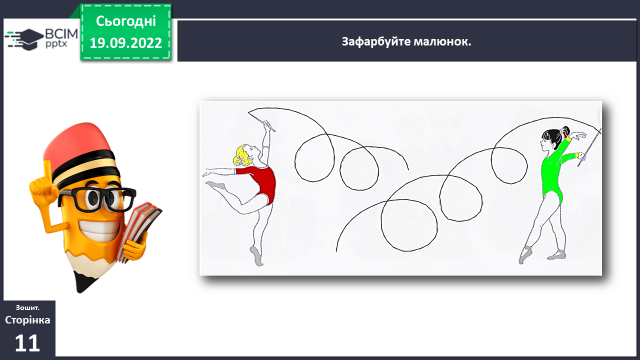 Сьогодні
19.09.2022
ВСІМ
pptx
Зафарбуйте малюнок.
Зошит.
Сторінка
11